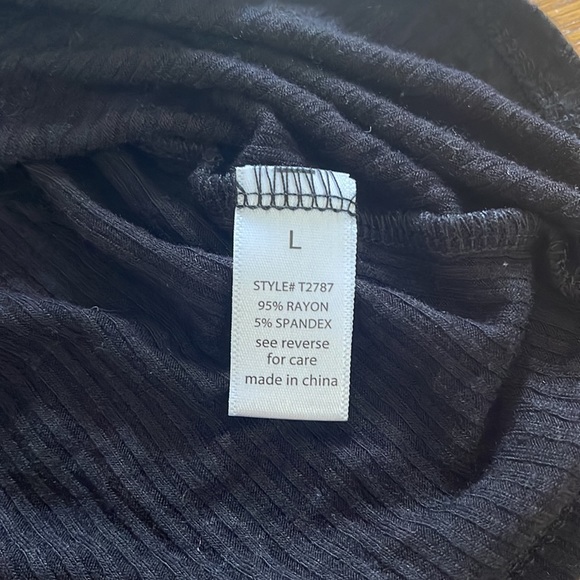 L
STYLE# T2787
95% RAYON
5% SPANDEX
see reverse
for care
made in china